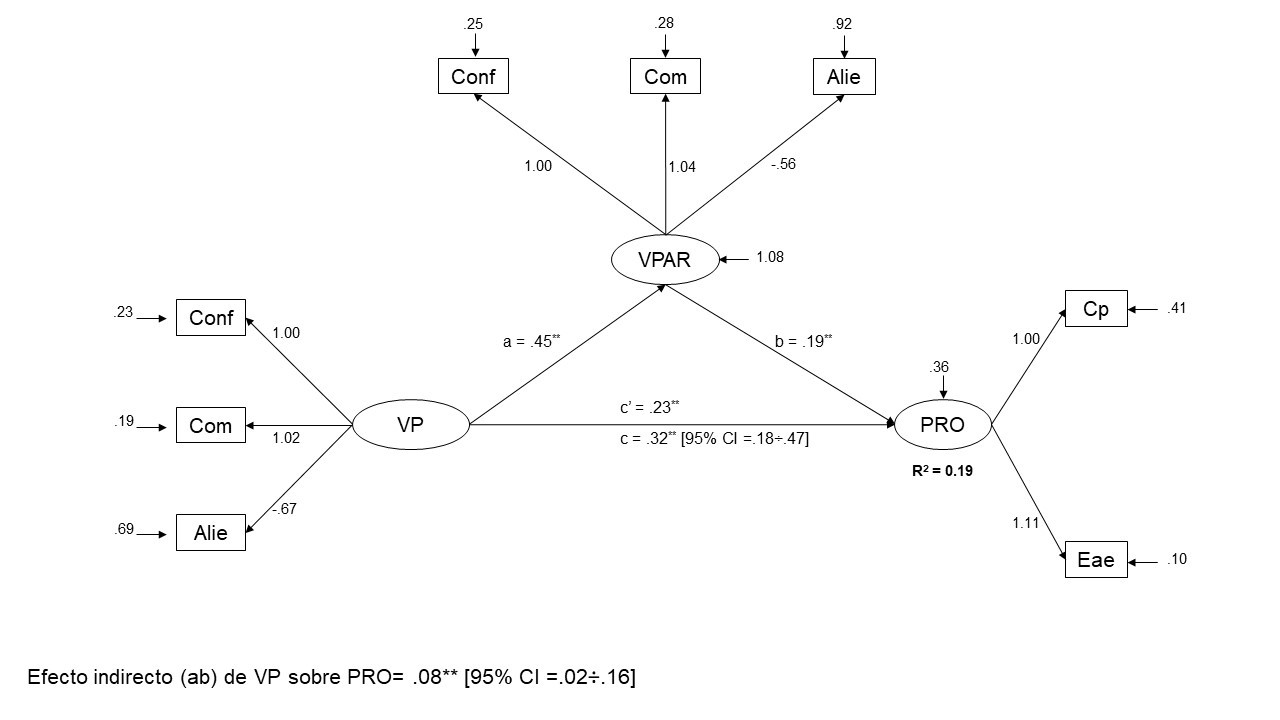 .25
.28
.92
Conf
Com
Alie
1.00
1.04
-.56
VPAR
1.08
.23
Conf
1.00
Cp
.41
a = .45**
b = .19**
1.00
.36
.19
Com
1.02
VP
c’ = .23**
c = .32** [95% CI =.18÷.47]
PRO
R² = 0.19
.69
Alie
-.67
1.11
Eae
.10
Efecto indirecto (ab) de VP sobre PRO= .08** [95% CI =.02÷.16]